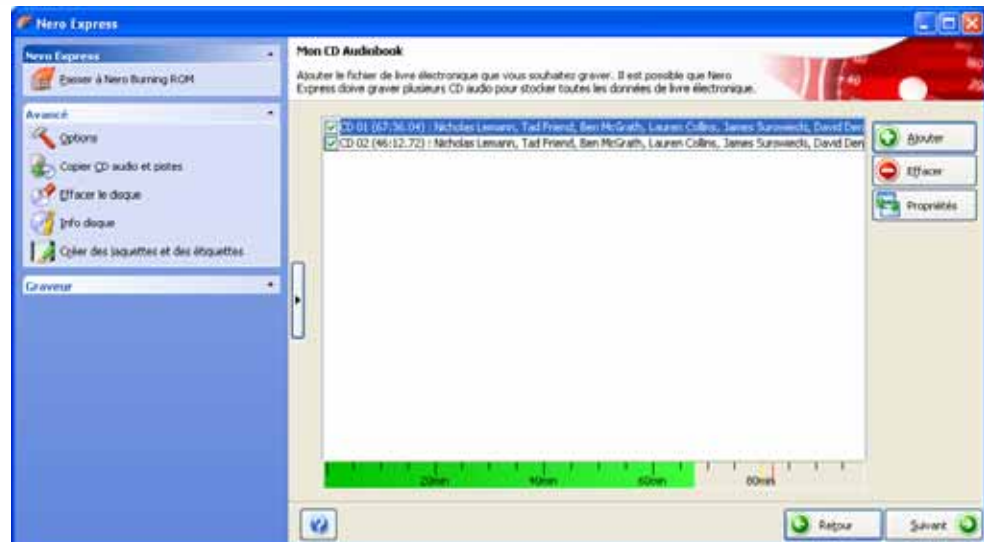 Nero Express
Nero Express
Passer à Nero Burning ROM
Avancé
Options
Copier CD audio et pistes
Effacer le disque
Info disque
Créer des jaquettes et des étiquettes
Graveur
Mon CD Audiobook
Ajouter le fichier de livre électronique que vous souhaitez graver. Il est possible que Nero
Express doive graver plusieurs CD audio pour stocker toutes les données de livre électronique.
CD 01 (67:36.04) : Nicholas Lemann, Tad Friend, Ben McGrath, Lauren Collins, James Surowiecki, David Den
CD 02 (46:12.72) : Nicholas Lemann, Tad Friend, Ben McGrath, Lauren Collins, James Surowiecki, David Den
Ajouter
Effacer
Propriétés
20min 40min 60min 80min
Retour
Suivant